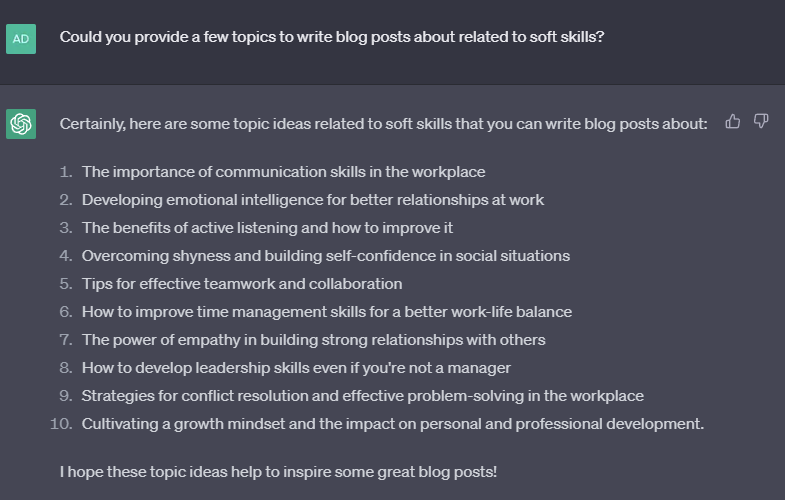 AD
Could you provide a few topics to write blog posts about related to soft skills?
Certainly, here are some topic ideas related to soft skills that you can write blog posts about:
1. The importance of communication skills in the workplace
2. Developing emotional intelligence for better relationships at work
3. The benefits of active listening and how to improve it
4. Overcoming shyness and building self-confidence in social situations
5. Tips for effective teamwork and collaboration
6. How to improve time management skills for a better work-life balance
7. The power of empathy in building strong relationships with others
8. How to develop leadership skills even if you're not a manager
9. Strategies for conflict resolution and effective problem-solving in the workplace
10. Cultivating a growth mindset and the impact on personal and professional development.
I hope these topic ideas help to inspire some great blog posts!